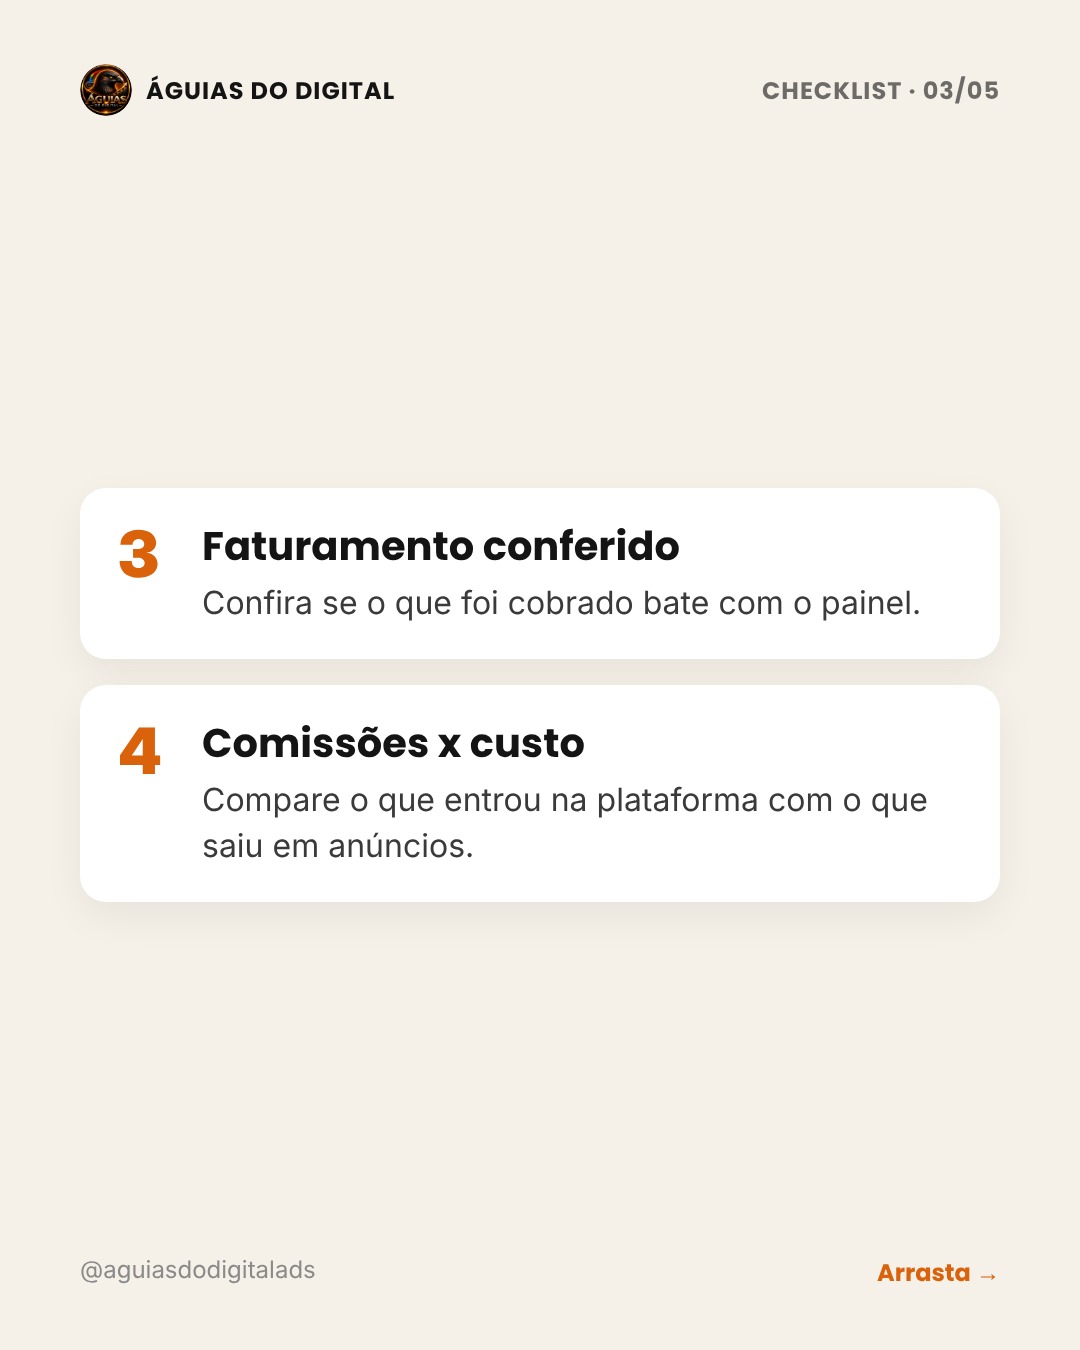 ÁGUIAS
ÁGUIAS DO DIGITAL
CHECKLIST · 03/05
3
Faturamento conferido
Confira se o que foi cobrado bate com o painel.
4
Comissões x custo
Compare o que entrou na plataforma com o que
saiu em anúncios.
@aguiasdodigitalads
Arrasta →